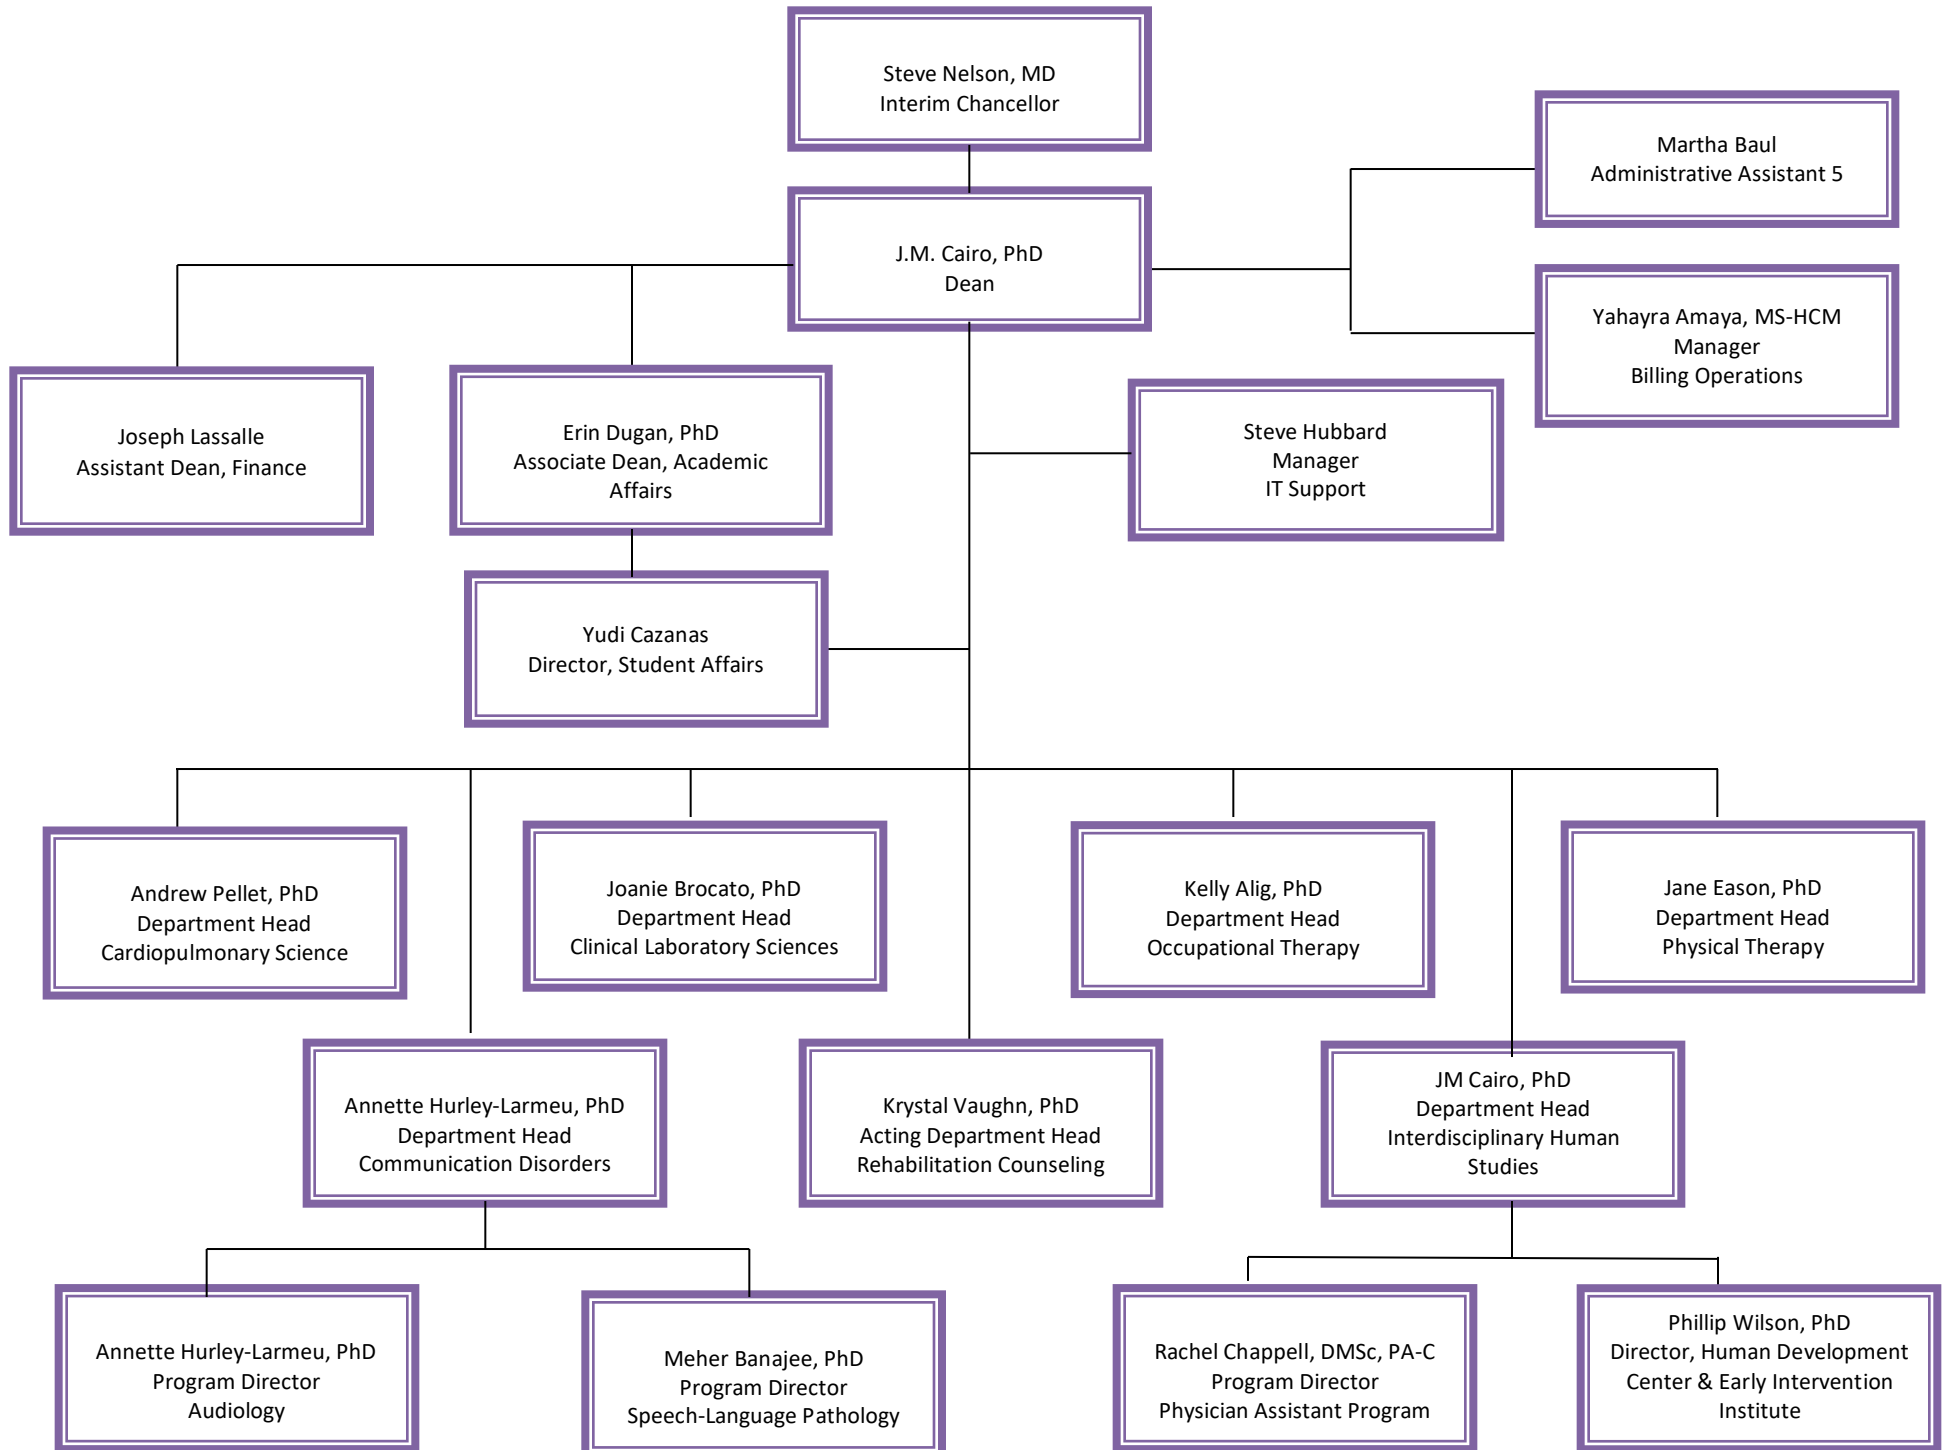 Steve Nelson, MD
Interim Chancellor
Martha Baul
Administrative Assistant 5
J.M. Cairo, PhD
Dean
Yahayra Amaya, MS-HCM
Manager
Billing Operations
Joseph Lassalle
Assistant Dean, Finance
Erin Dugan, PhD
Associate Dean, Academic
Affairs
Steve Hubbard
Manager
IT Support
Yudi Cazanas
Director, Student Affairs
Andrew Pellet, PhD
Department Head
Cardiopulmonary Science
Joanie Brocato, PhD
Department Head
Clinical Laboratory Sciences
Kelly Alig, PhD
Department Head
Occupational Therapy
Jane Eason, PhD
Department Head
Physical Therapy
Annette Hurley-Larmeu, PhD
Department Head
Communication Disorders
Krystal Vaughn, PhD
Acting Department Head
Rehabilitation Counseling
JM Cairo, PhD
Department Head
Interdisciplinary Human
Studies
Annette Hurley-Larmeu, PhD
Program Director
Audiology
Meher Banajee, PhD
Program Director
Speech-Language Pathology
Rachel Chappell, DMSc, PA-C
Program Director
Physician Assistant Program
Phillip Wilson, PhD
Director, Human Development
Center & Early Intervention
Institute